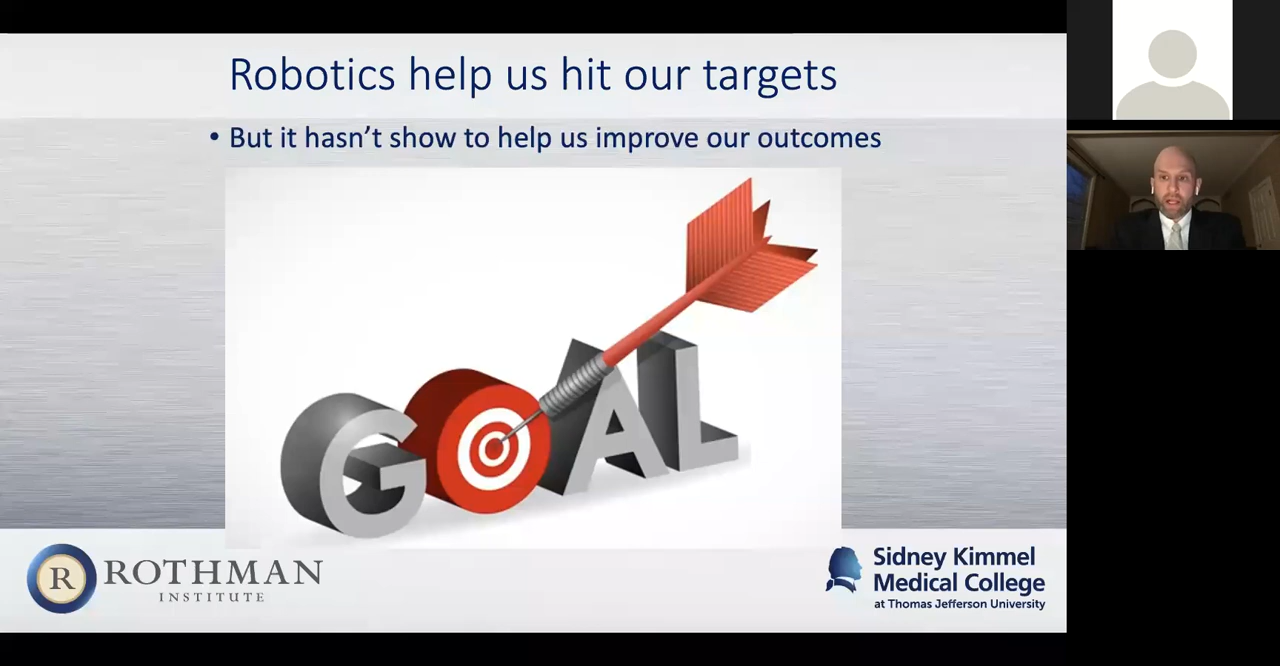 Robotics help us hit our targets
• But it hasn't show to help us improve our outcomes
GOAL
R ROTHMAN
INSTITUTE
Sidney Kimmel
Medical College
at Thomas Jefferson University